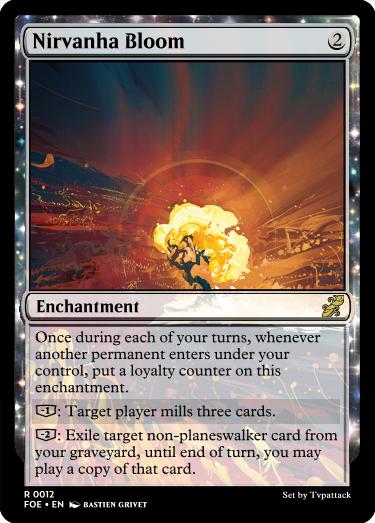 Nirvanha Bloom 2
Enchantment
Once during each of your turns, whenever
another permanent enters under your
control, put a loyalty counter on this
enchantment.
-1: Target player mills three cards.
-2: Exile target non-planeswalker card from
your graveyard, until end of turn, you may
play a copy of that card.
R 0012
FOE • EN BASTIEN GRIVET
Set by Tvpattack